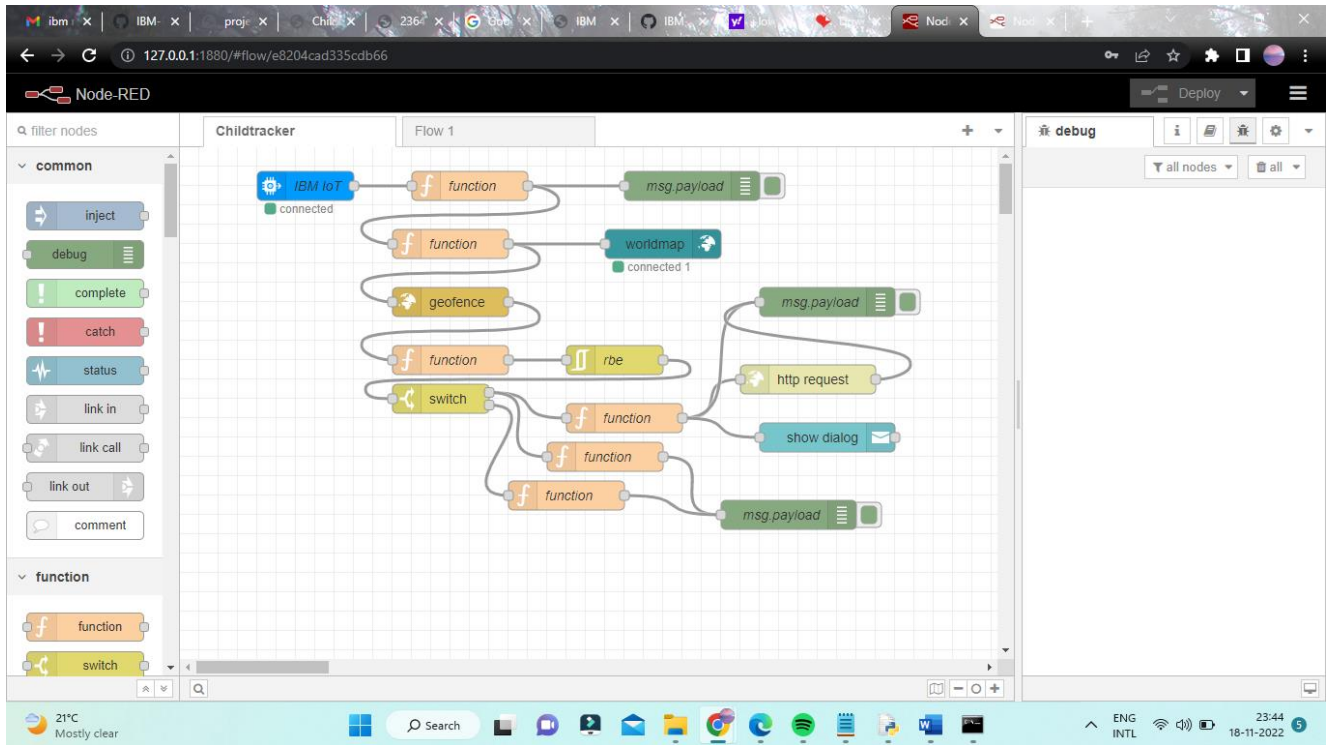 ibm
IBM-
proje
Chil
236
G
IBM
IBM
Nod
127.0.0.1:1880/#flow/e8204cad335cdb66
Node-RED
Deploy
filter nodes
Childtracker
Flow 1
debug
i
common
all nodes
all
inject
debug
complete
catch
status
link in
link call
link out
comment
function
function
switch
IBM IoT
connected
function
msg.payload
function
worldmap
connected 1
geofence
msg.payload
function
rbe
http request
switch
function
show dialog
function
function
msg.payload
21°C
Mostly clear
Search
ENG
INTL
23:44
18-11-2022
5